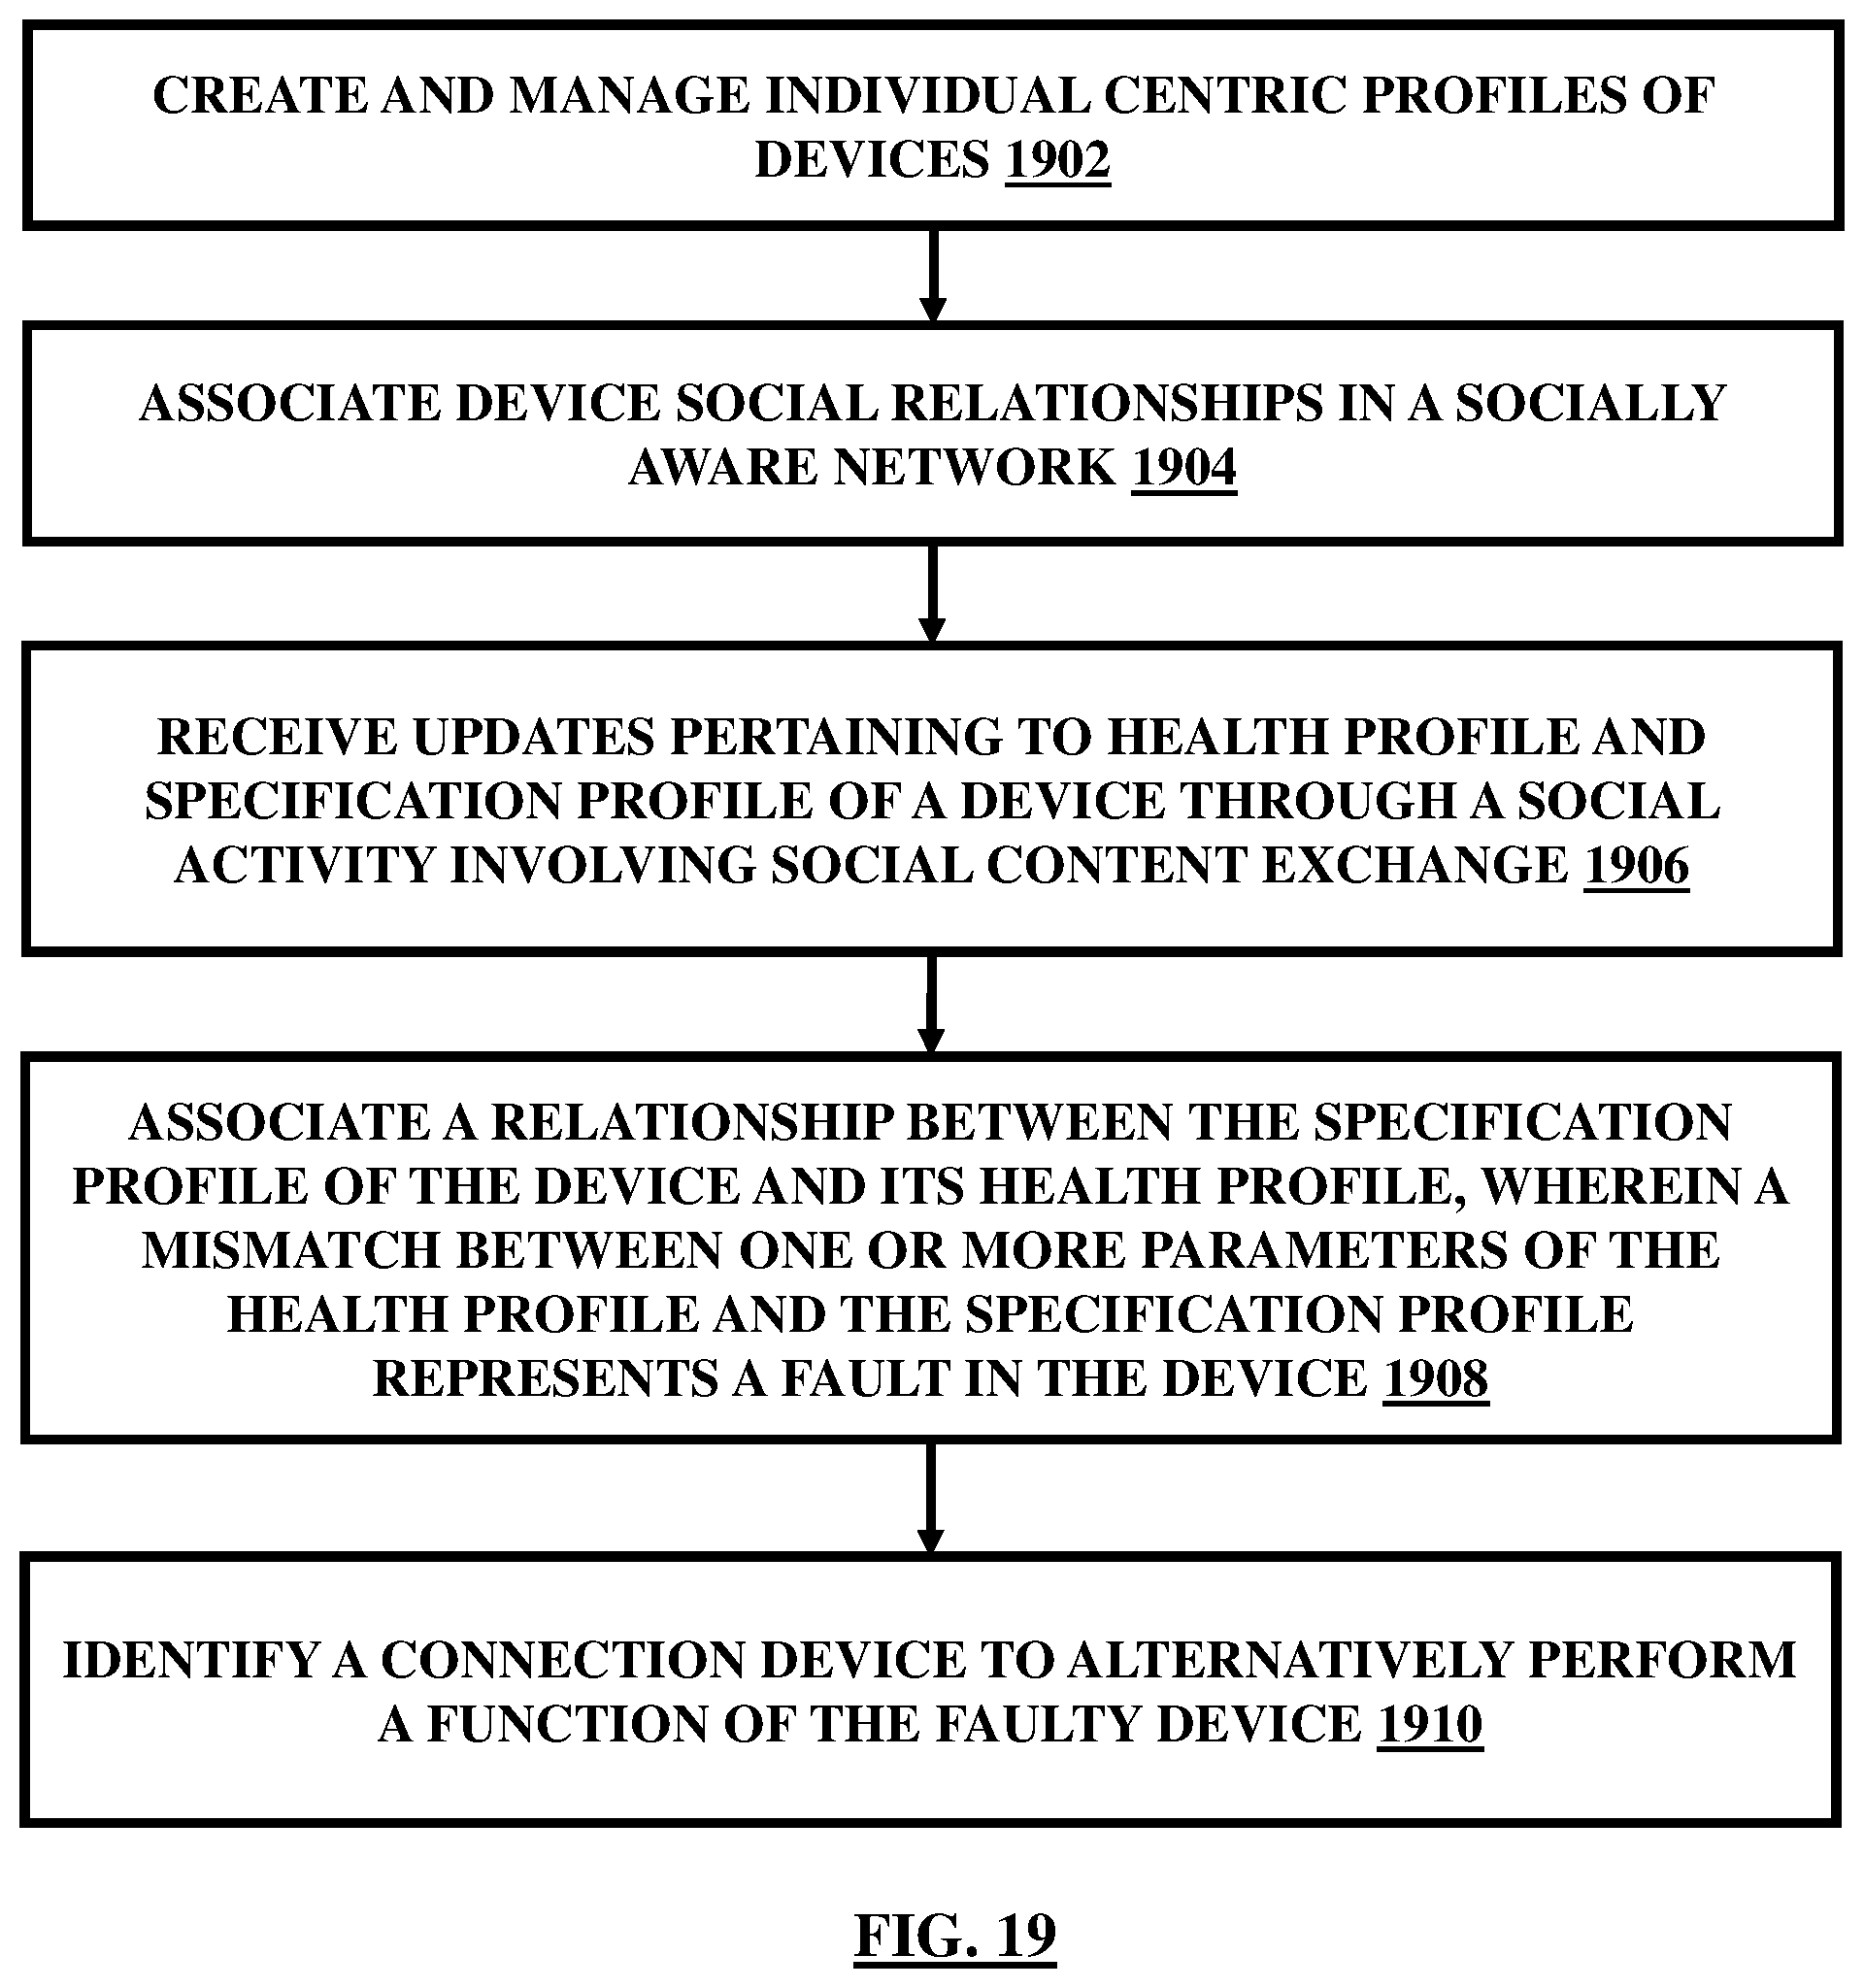 CREATE AND MANAGE INDIVIDUAL CENTRIC PROFILES OF
DEVICES 1902
ASSOCIATE DEVICE SOCIAL RELATIONSHIPS IN A SOCIALLY
AWARE NETWORK 1904
RECEIVE UPDATES PERTAINING TO HEALTH PROFILE AND
SPECIFICATION PROFILE OF A DEVICE THROUGH A SOCIAL
ACTIVITY INVOLVING SOCIAL CONTENT EXCHANGE 1906
ASSOCIATE A RELATIONSHIP BETWEEN THE SPECIFICATION
PROFILE OF THE DEVICE AND ITS HEALTH PROFILE, WHEREIN A
MISMATCH BETWEEN ONE OR MORE PARAMETERS OF THE
HEALTH PROFILE AND THE SPECIFICATION PROFILE
REPRESENTS A FAULT IN THE DEVICE 1908
IDENTIFY A CONNECTION DEVICE TO ALTERNATIVELY PERFORM
A FUNCTION OF THE FAULTY DEVICE 1910
FIG. 19